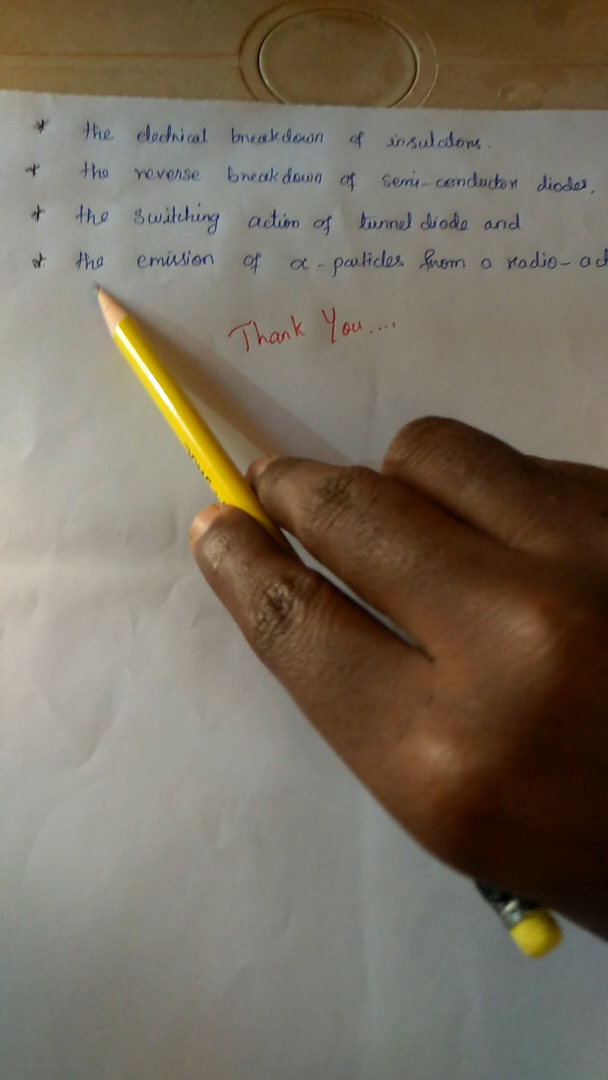 * the electrical breakdown of insulators.
* the reverse breakdown of semi-conductor diodes.
* the switching action of tunnel diode and
* the emission of α-particles from a radio-act
Thank You....